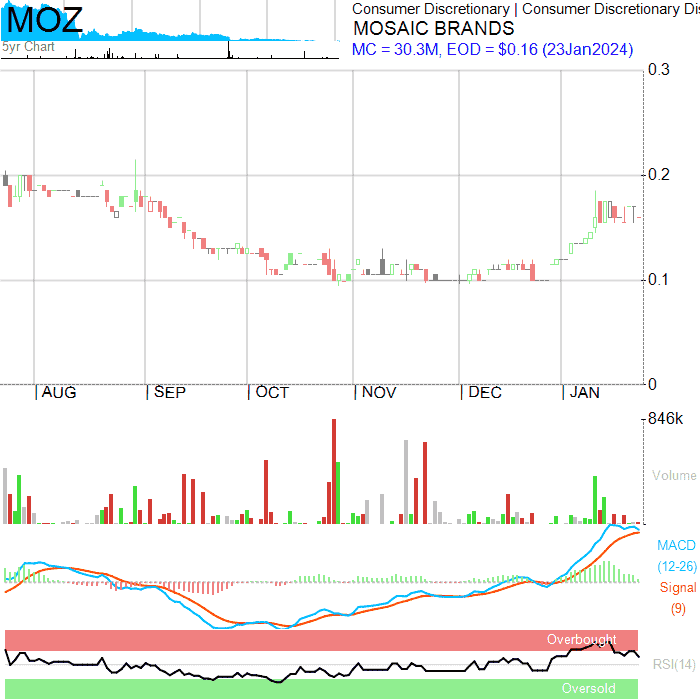 MOZ
5yr Chart
Consumer Discretionary | Consumer Discretionary Dis
MOSAIC BRANDS
MC = 30.3M, EOD = $0.16 (23Jan2024)
0.3
0.2
0.1
0
|AUG |SEP |OCT |NOV |DEC |JAN
846k
Volume
MACD
(12-26)
Signal
(9)
Overbought
RSI(14)
Oversold